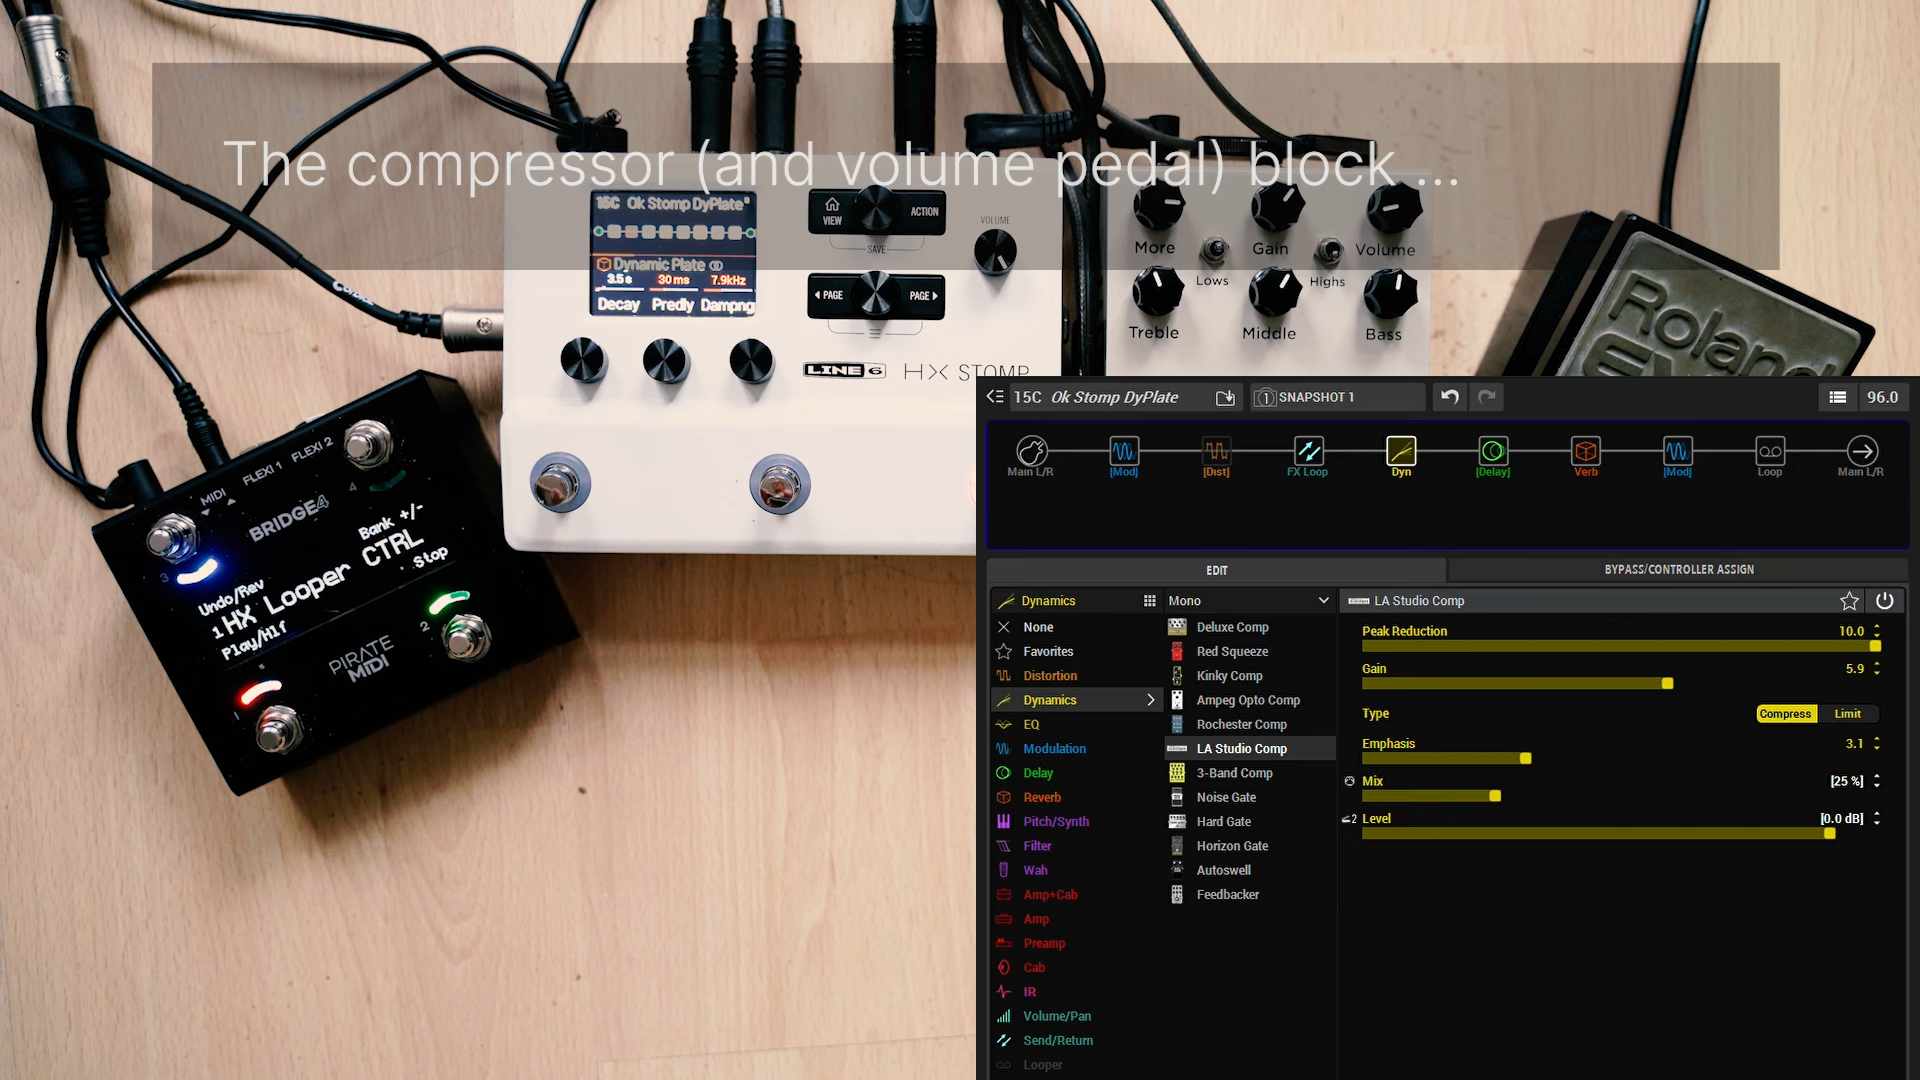 The compressor (and volume pedal) block ...
15C Ok Stomp DyPlate
Dynamic Plate
3.5s 30ms 7.9kHz
Decay Predly Dampng
VIEW ACTION
SAVE
VOLUME
PAGE PAGE
LINE 6 HX STOMP
More Gain Volume
Lows Highs
Treble Middle Bass
Roland
MIDI FLEXI 1 FLEXI 2
BRIDGE4
4
3
Bank +/-
CTRL
Stop
Undo/Rev
1 HX Looper
Play/Hlf
2
1
PIRATE
MIDI
15C Ok Stomp DyPlate 1 SNAPSHOT 1 96.0
Main L/R [Mod] [Dist] FX Loop Dyn [Delay] Verb [Mod] Loop Main L/R
EDIT BYPASS/CONTROLLER ASSIGN
Dynamics Mono LA Studio Comp
None
Favorites
Distortion
Dynamics
EQ
Modulation
Delay
Reverb
Pitch/Synth
Filter
Wah
Amp+Cab
Amp
Preamp
Cab
IR
Volume/Pan
Send/Return
Looper
Deluxe Comp
Red Squeeze
Kinky Comp
Ampeg Opto Comp
Rochester Comp
LA Studio Comp
3-Band Comp
Noise Gate
Hard Gate
Horizon Gate
Autoswell
Feedbacker
Peak Reduction 10.0
Gain 5.9
Type Compress Limit
Emphasis 3.1
Mix [25 %]
2 Level [0.0 dB]